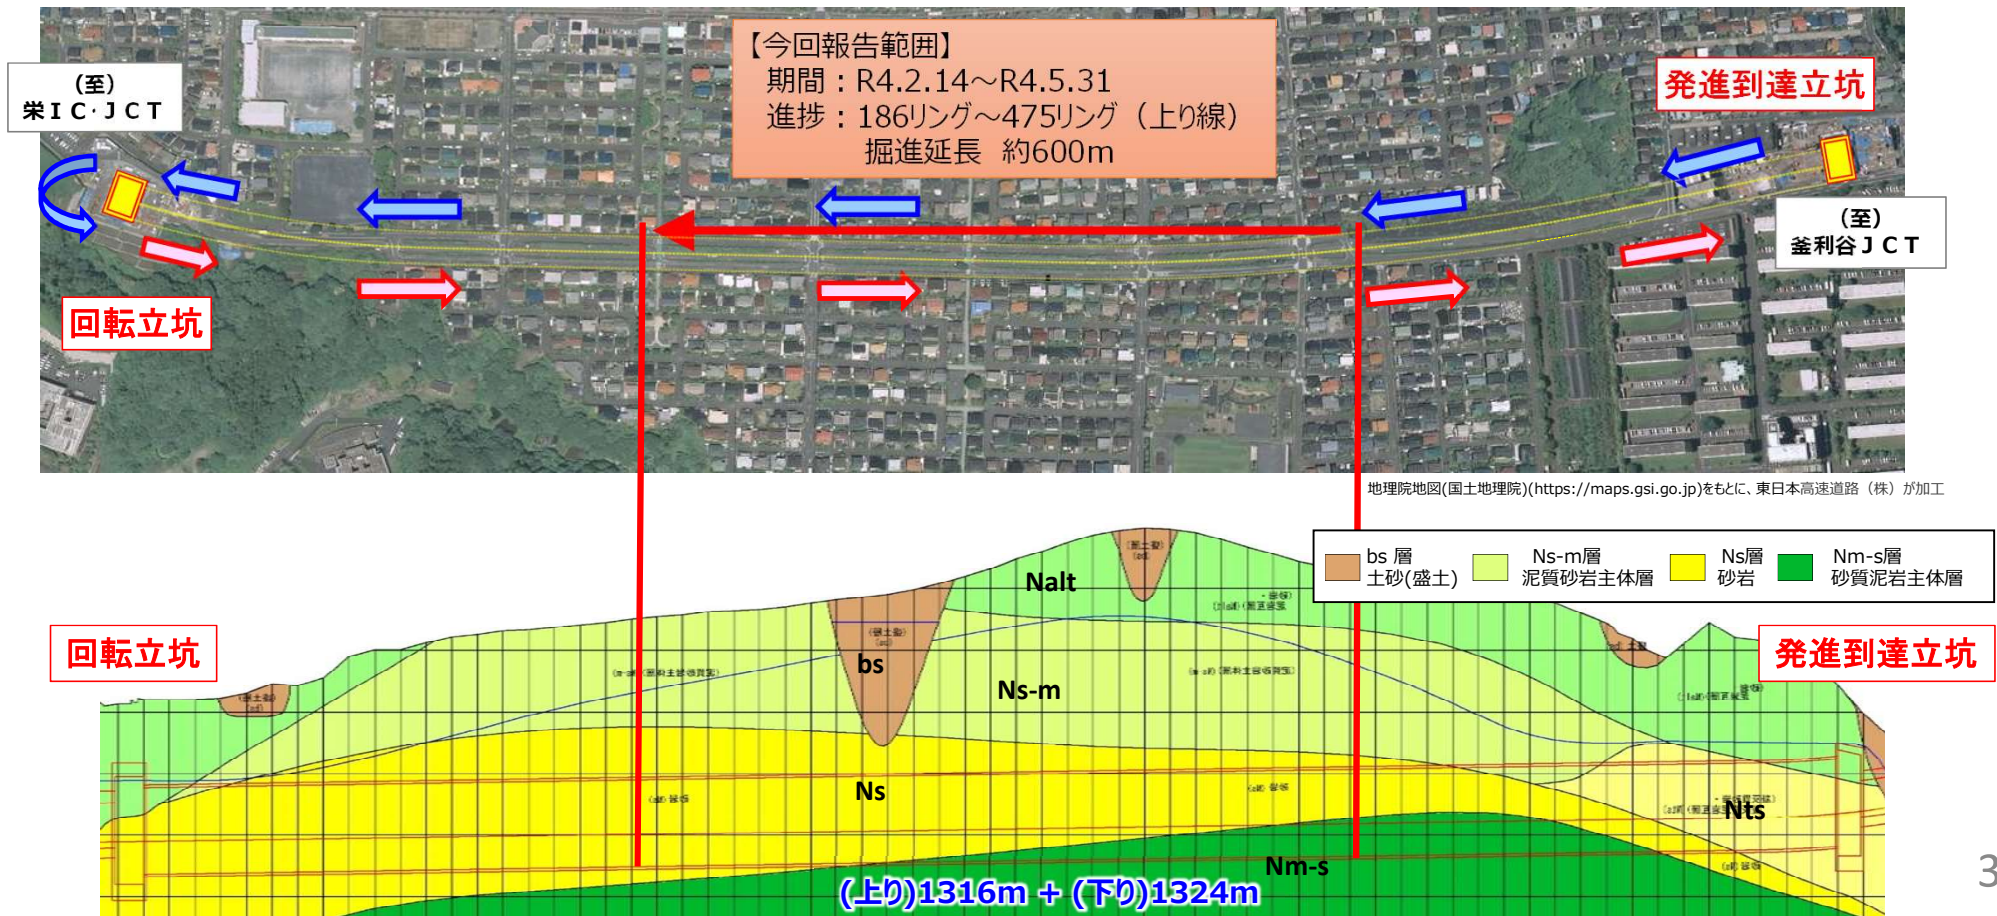 【今回報告範囲】
期間：R4.2.14～R4.5.31
進捗：186リング～475リング（上り線）
掘進延長 約600m
(至)
栄ＩＣ·ＪＣＴ
発進到達立坑
(至)
釜利谷ＪＣＴ
回転立坑
地理院地図(国土地理院)(https://maps.gsi.go.jp)をもとに、東日本高速道路（株）が加工
bs 層
土砂(盛土)
Ns-m層
泥質砂岩主体層
Ns層
砂岩
Nm-s層
砂質泥岩主体層
回転立坑
発進到達立坑
Nalt
bs
Ns-m
Ns
Nts
Nm-s
(上り)1316m + (下り)1324m
3